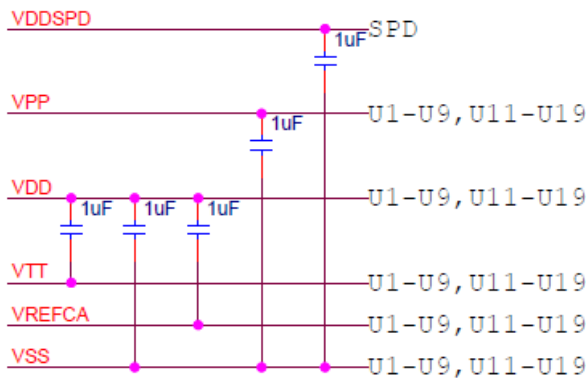 VDDSPD
1uF SPD
VPP
1uF U1-U9,U11-U19
VDD
1uF 1uF 1uF U1-U9,U11-U19
VTT U1-U9,U11-U19
VREFCA U1-U9,U11-U19
VSS U1-U9,U11-U19